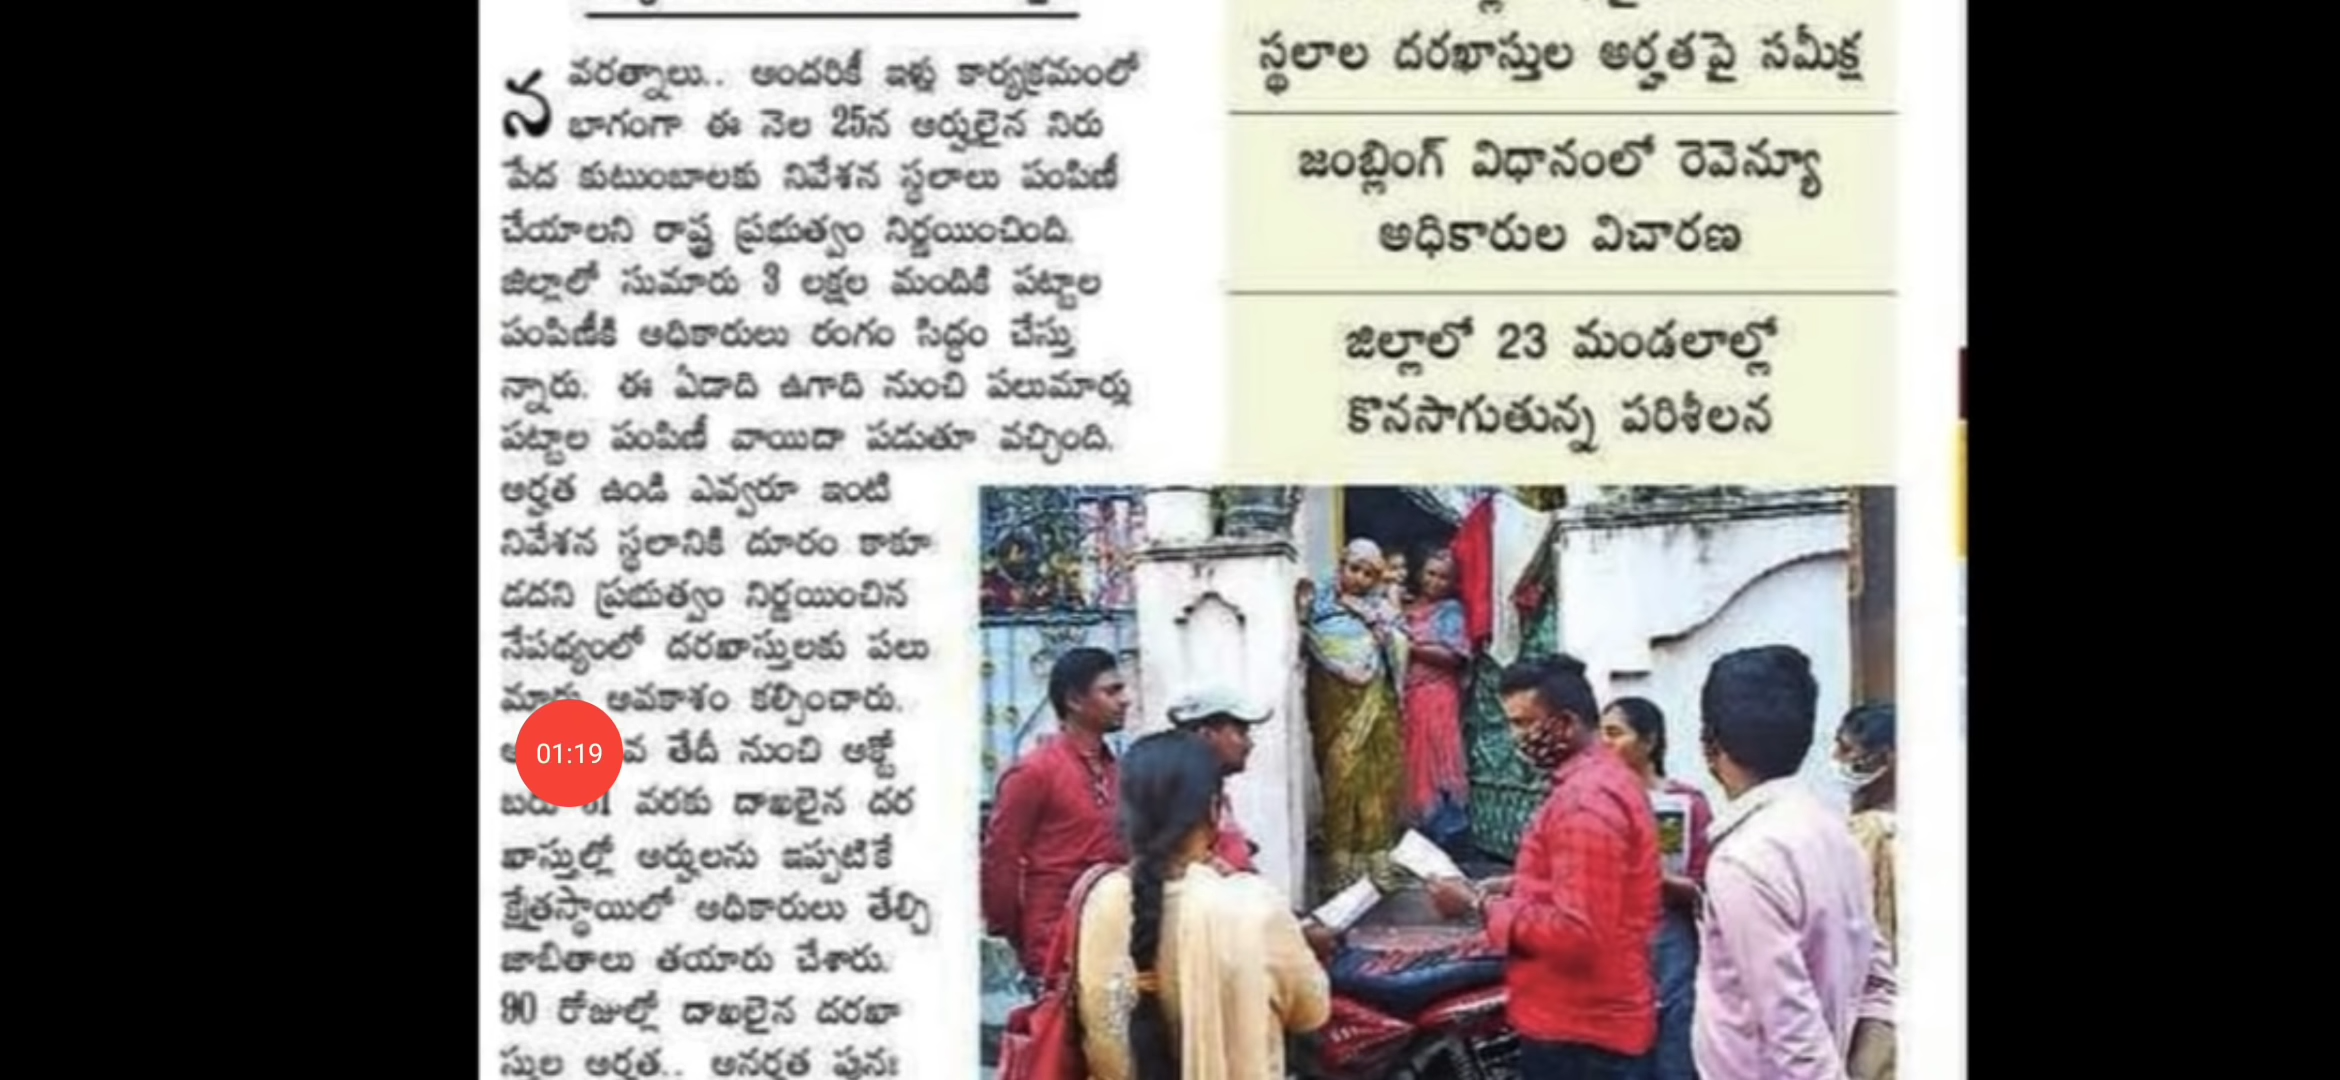 నవరత్నాలు.. అందరికీ ఇళ్లు కార్యక్రమంలో
భాగంగా ఈ నెల 25న అర్హులైన నిరు
పేద కుటుంబాలకు నివేశన స్థలాలు పంపిణీ
చేయాలని రాష్ట్ర ప్రభుత్వం నిర్ణయించింది.
జిల్లాలో సుమారు 3 లక్షల మందికి పట్టాల
పంపిణీకి అధికారులు రంగం సిద్ధం చేస్తు
న్నారు. ఈ ఏడాది ఉగాది నుంచి పలుమార్లు
పట్టాల పంపిణీ వాయిదా పడుతూ వచ్చింది.
అర్హత ఉండి ఎవ్వరూ ఇంటి
నివేశన స్థలానికి దూరం కాకూ
డదని ప్రభుత్వం నిర్ణయించిన
నేపథ్యంలో దరఖాస్తులకు పలు
అవకాశం కల్పించారు.
01:19
వ తేదీ నుంచి అక్టో
వరకు దాఖలైన దర
ఖాస్తుల్లో అర్హులను ఇప్పటికే
క్షేత్రస్థాయిలో అధికారులు తేల్చి
జాబితాలు తయారు చేశారు.
90 రోజుల్లో దాఖలైన దరఖా
స్తుల అర్హత.. అనర్హత పునః
స్థలాల దరఖాస్తుల అర్హతపై సమీక్ష
జంబ్లింగ్ విధానంలో రెవెన్యూ
అధికారుల విచారణ
జిల్లాలో 23 మండలాల్లో
కొనసాగుతున్న పరిశీలన